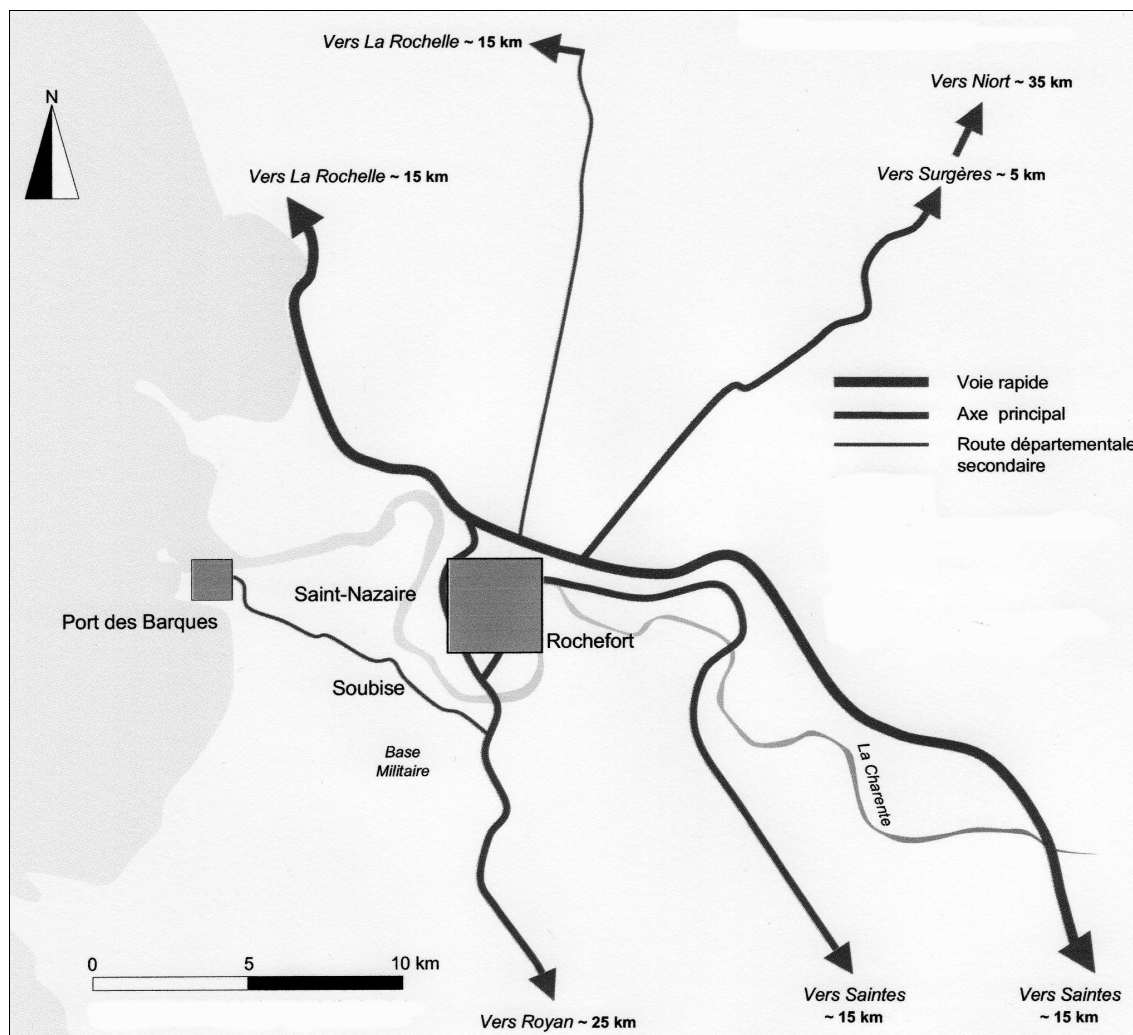 Vers La Rochelle ~ 15 km
Vers Niort ~ 35 km
N
Vers La Rochelle ~ 15 km
Vers Surgères ~ 5 km
Voie rapide
Axe principal
Route départementale
secondaire
Saint-Nazaire
Port des Barques
Rochefort
Soubise
Base
Militaire
La Charente
0 5 10 km
Vers Saintes
~ 15 km
Vers Saintes
~ 15 km
Vers Royan ~ 25 km